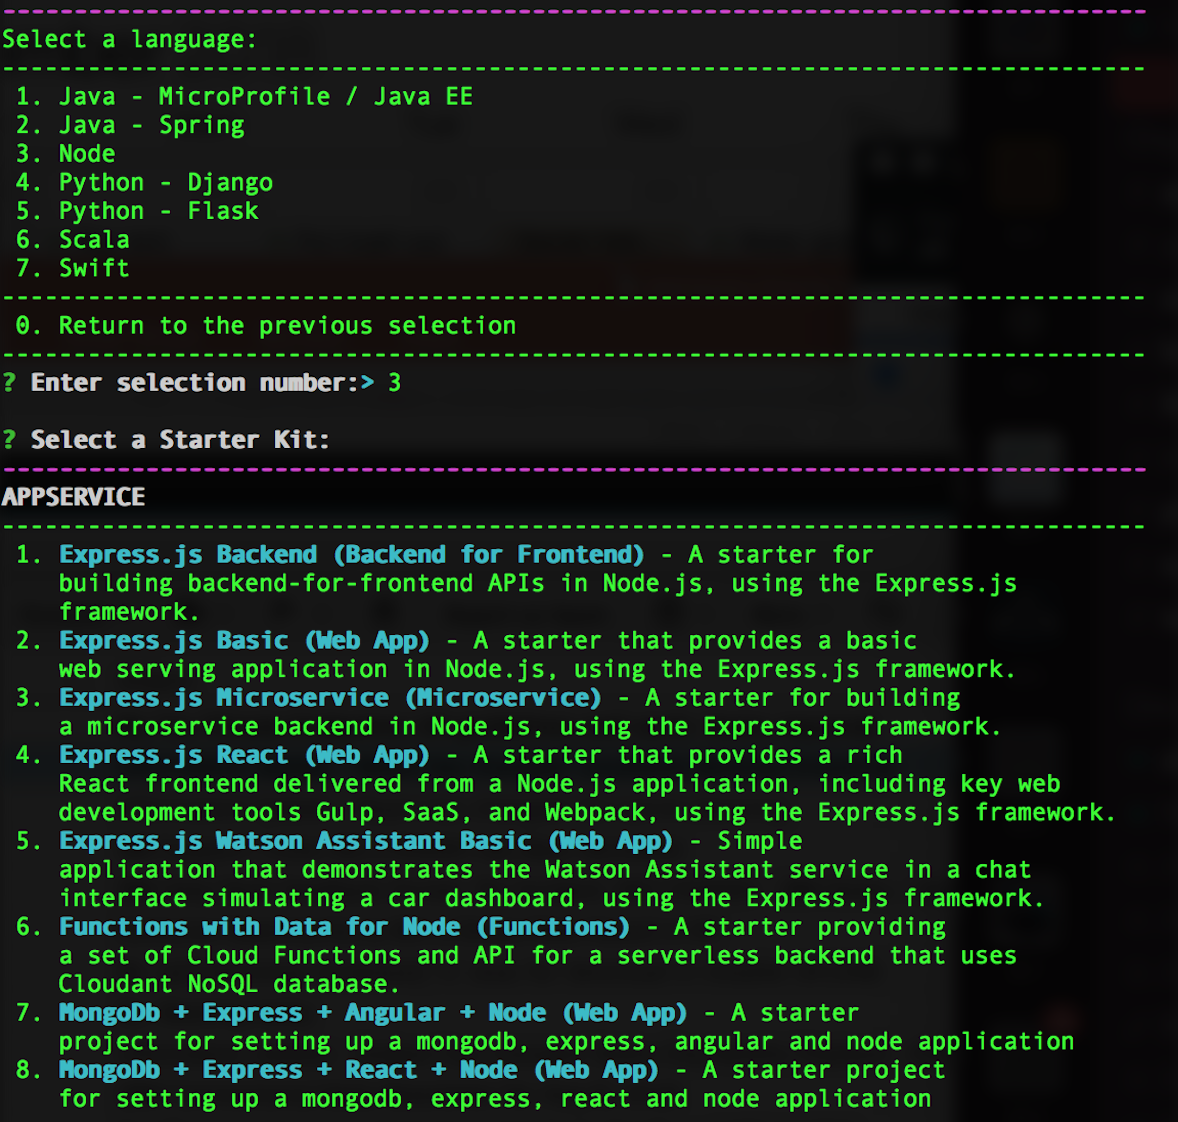 Select a language:
1. Java - MicroProfile / Java EE
2. Java - Spring
3. Node
4. Python - Django
5. Python - Flask
6. Scala
7. Swift
0. Return to the previous selection
? Enter selection number:> 3
? Select a Starter Kit:
APPSERVICE
1. Express.js Backend (Backend for Frontend) - A starter for
building backend-for-frontend APIs in Node.js, using the Express.js
framework.
2. Express.js Basic (Web App) - A starter that provides a basic
web serving application in Node.js, using the Express.js framework.
3. Express.js Microservice (Microservice) - A starter for building
a microservice backend in Node.js, using the Express.js framework.
4. Express.js React (Web App) - A starter that provides a rich
React frontend delivered from a Node.js application, including key web
development tools Gulp, SaaS, and Webpack, using the Express.js framework.
5. Express.js Watson Assistant Basic (Web App) - Simple
application that demonstrates the Watson Assistant service in a chat
interface simulating a car dashboard, using the Express.js framework.
6. Functions with Data for Node (Functions) - A starter providing
a set of Cloud Functions and API for a serverless backend that uses
Cloudant NoSQL database.
7. MongoDb + Express + Angular + Node (Web App) - A starter
project for setting up a mongodb, express, angular and node application
8. MongoDb + Express + React + Node (Web App) - A starter project
for setting up a mongodb, express, react and node application